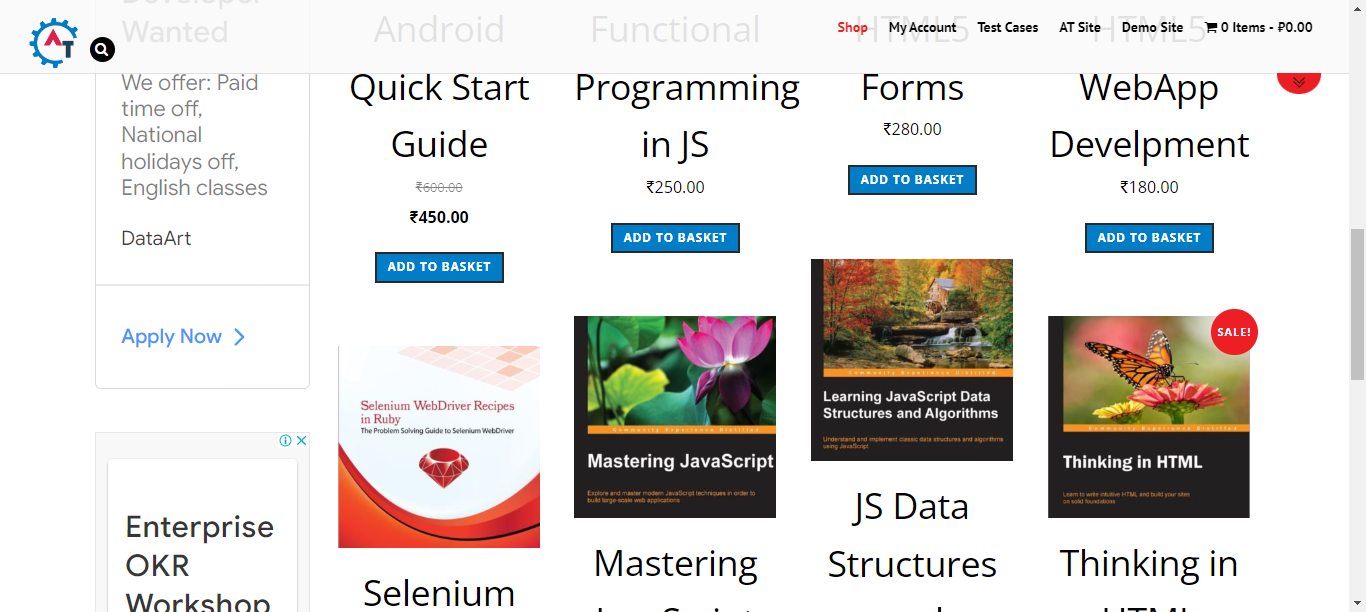 AT
Shop
My Account
Test Cases
AT Site
Demo Site
0 Items - ₽0.00
Developer
Wanted
We offer: Paid
time off,
National
holidays off,
English classes
DataArt
Apply Now
Enterprise
OKR
Workshop
Android
Quick Start
Guide
₹600.00
₹450.00
ADD TO BASKET
Functional
Programming
in JS
₹250.00
ADD TO BASKET
HTML5
Forms
₹280.00
ADD TO BASKET
HTML5
WebApp
Develpment
₹180.00
ADD TO BASKET
Selenium WebDriver Recipes
in Ruby
The Problem Solving Guide to Selenium WebDriver
Selenium
Community Experience Distilled
Mastering JavaScript
Explore and master modern JavaScript techniques in order to
build large-scale web applications
Mastering
JavaScript
Community Experience Distilled
Learning JavaScript Data
Structures and Algorithms
Understand and implement classic data structures and algorithms
using JavaScript
JS Data
Structures
SALE!
Community Experience Distilled
Thinking in HTML
Learn to write intuitive HTML and build your sites
on solid foundations
Thinking in
HTML